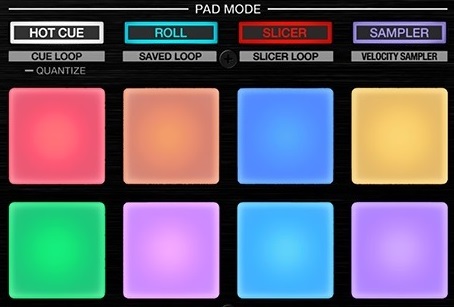 PAD MODE
HOT CUE ROLL SLICER SAMPLER
CUE LOOP SAVED LOOP SLICER LOOP VELOCITY SAMPLER
— QUANTIZE